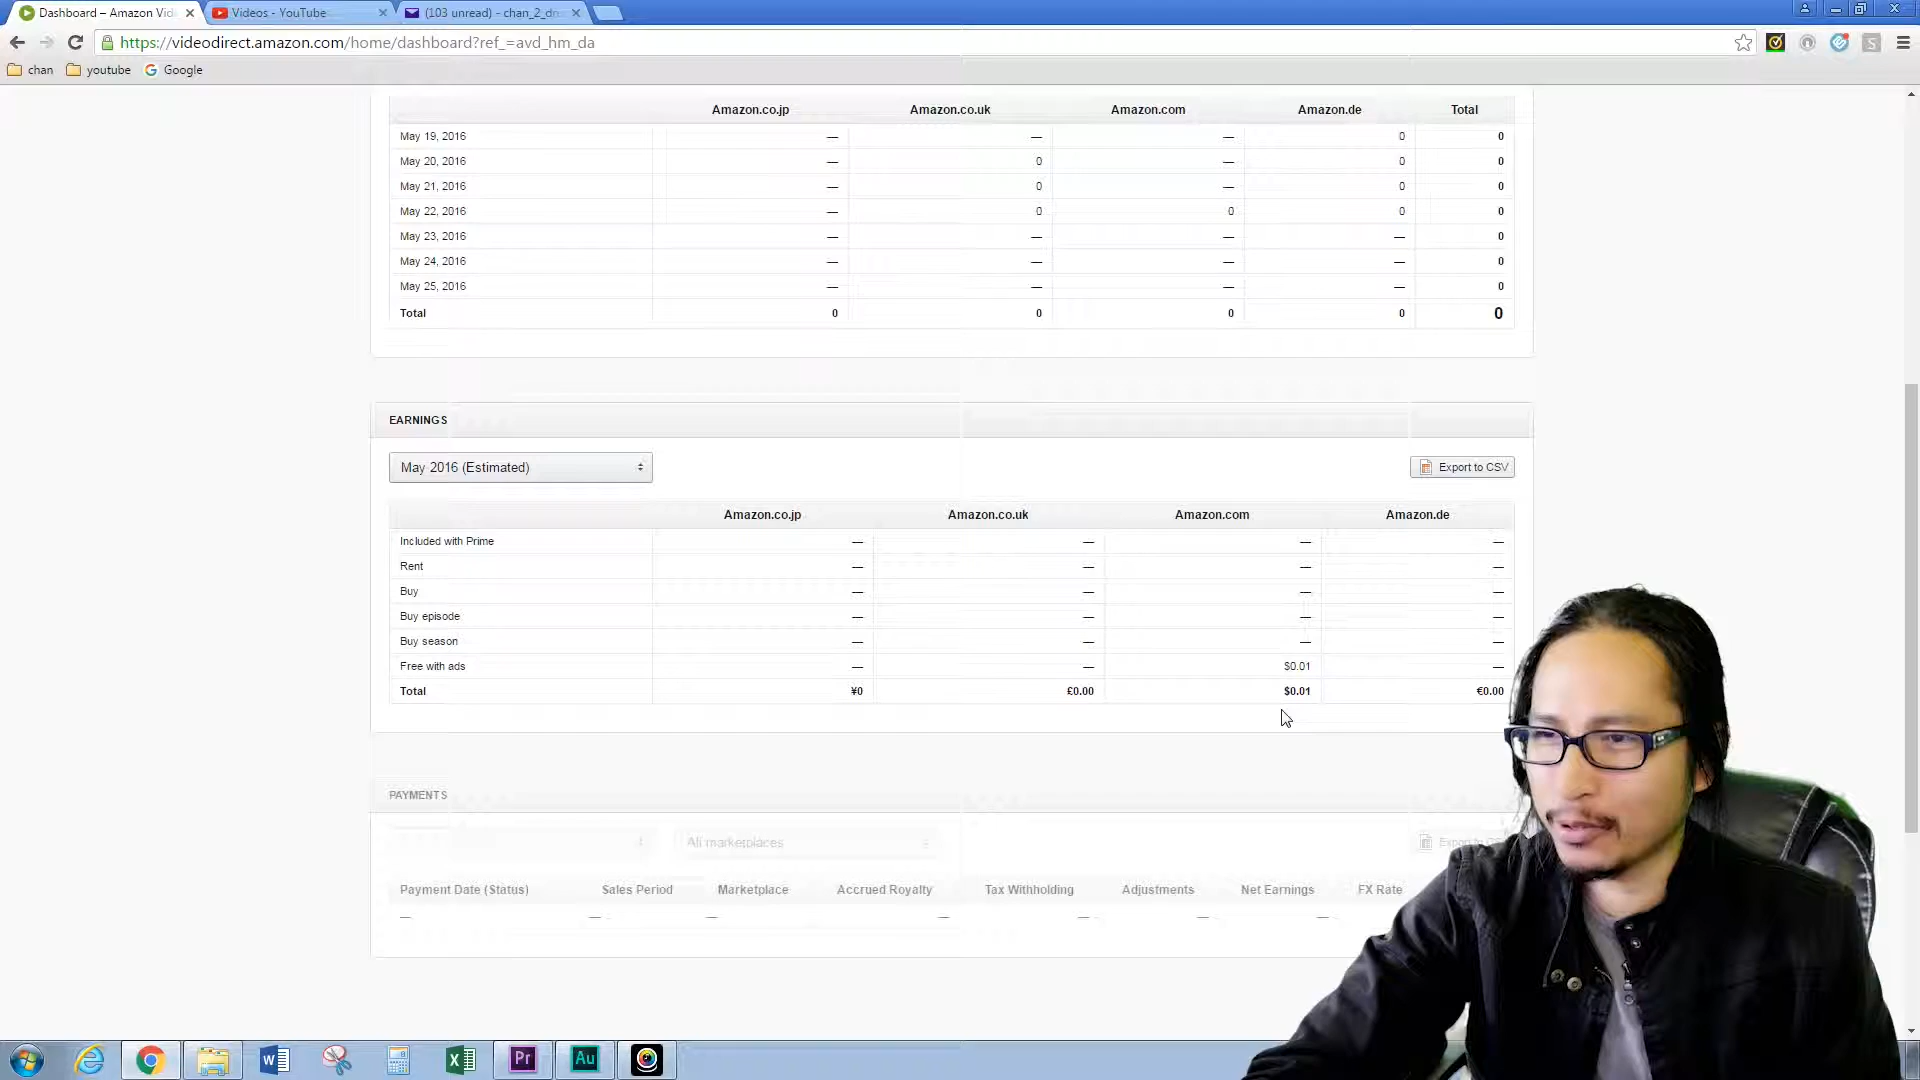 Dashboard – Amazon Vid
Videos - YouTube
(103 unread) - chan_2_dn
https://videodirect.amazon.com/home/dashboard?ref_=avd_hm_da
chan youtube Google
Amazon.co.jp Amazon.co.uk Amazon.com Amazon.de Total
May 19, 2016 — — — 0 0
May 20, 2016 — 0 — 0 0
May 21, 2016 — 0 — 0 0
May 22, 2016 — 0 0 0 0
May 23, 2016 — — — — 0
May 24, 2016 — — — — 0
May 25, 2016 — — — — 0
Total 0 0 0 0 0
EARNINGS
May 2016 (Estimated) Export to CSV
Amazon.co.jp Amazon.co.uk Amazon.com Amazon.de
Included with Prime — — — —
Rent — — — —
Buy — — — —
Buy episode — — — —
Buy season — — — —
Free with ads — — $0.01 —
Total ¥0 £0.00 $0.01 €0.00
PAYMENTS
All marketplaces Export to
Payment Date (Status) Sales Period Marketplace Accrued Royalty Tax Withholding Adjustments Net Earnings FX Rate
— — — — — — —
Pr Au